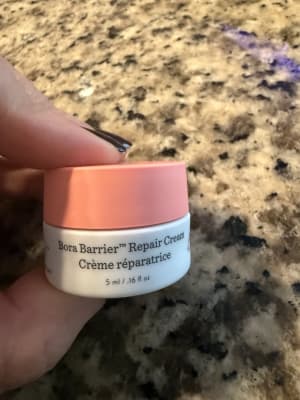 Bora Barrier™ Repair Cream
Crème réparatrice
5 ml / .16 fl oz